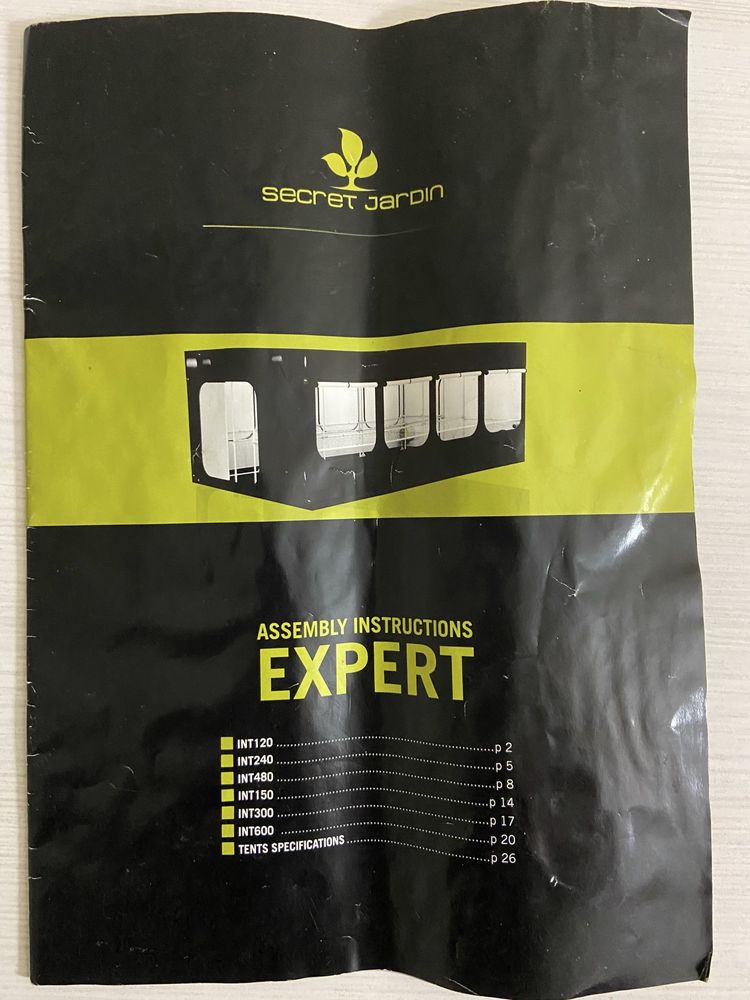 secret jardin
ASSEMBLY INSTRUCTIONS
EXPERT
INT120 p 2
INT240 p 5
INT480 p 8
INT150 p 14
INT300 p 17
INT600 p 20
TENTS SPECIFICATIONS p 26